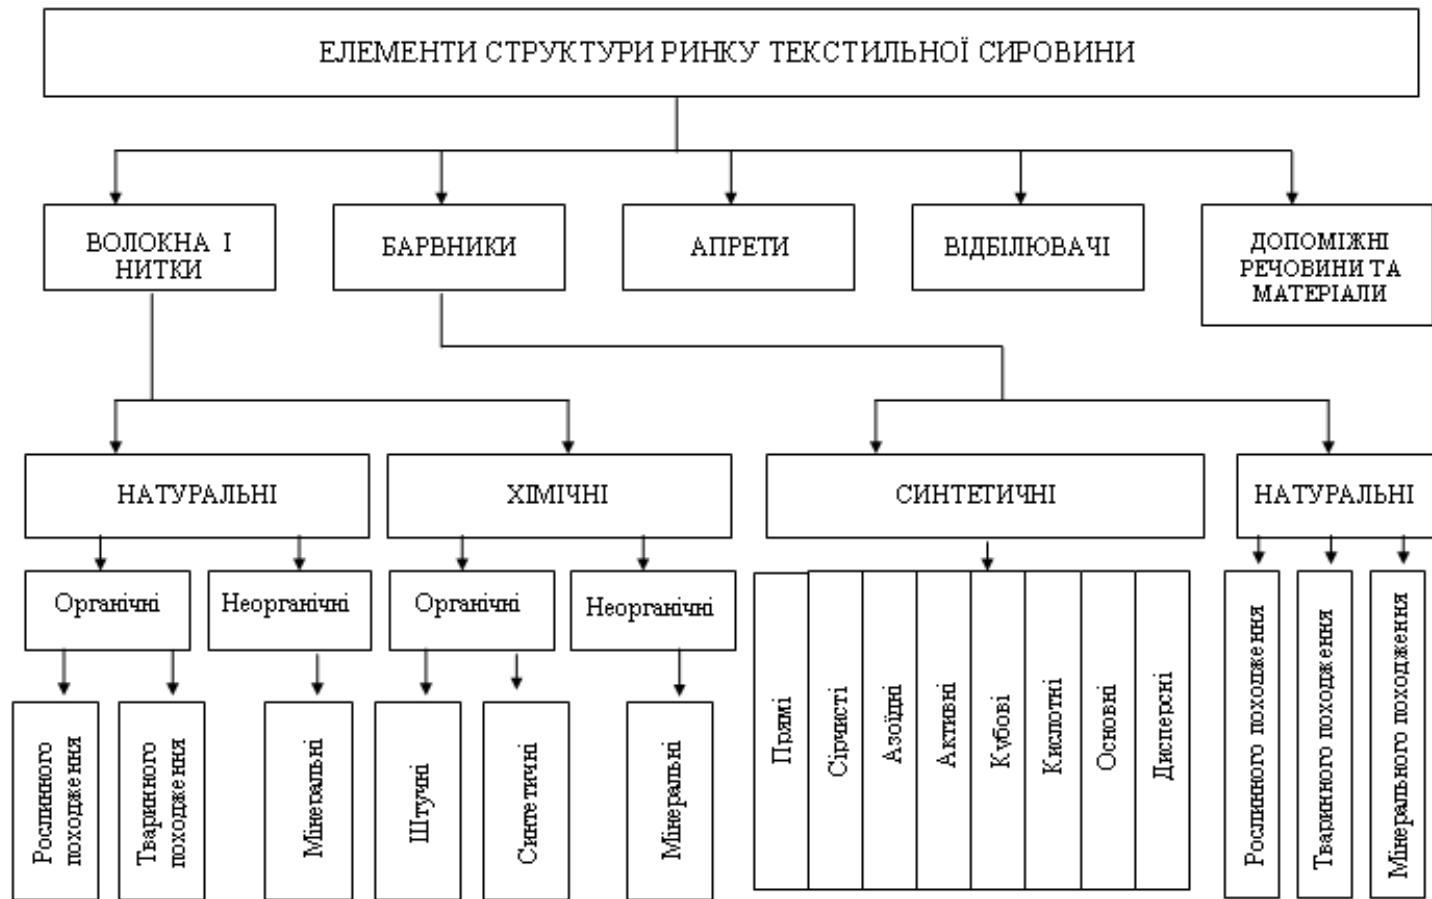 ЕЛЕМЕНТИ СТРУКТУРИ РИНКУ ТЕКСТИЛЬНОЇ СИРОВИНИ
ВОЛОКНА І
НИТКИ
БАРВНИКИ
АПРЕТИ
ВІДБІЛЮВАЧІ
ДОПОМІЖНІ
РЕЧОВИНИ ТА
МАТЕРІАЛИ
НАТУРАЛЬНІ
ХІМІЧНІ
СИНТЕТИЧНІ
НАТУРАЛЬНІ
Органічні
Неорганічні
Органічні
Неорганічні
Рослинного
походження
Тваринного
походження
Мінеральні
Штучні
Синтетичні
Мінеральні
Прямі
Сірчисті
Азоїдні
Активні
Кубові
Кислотні
Основні
Дисперсні
Рослинного походження
Тваринного походження
Мінерального походження